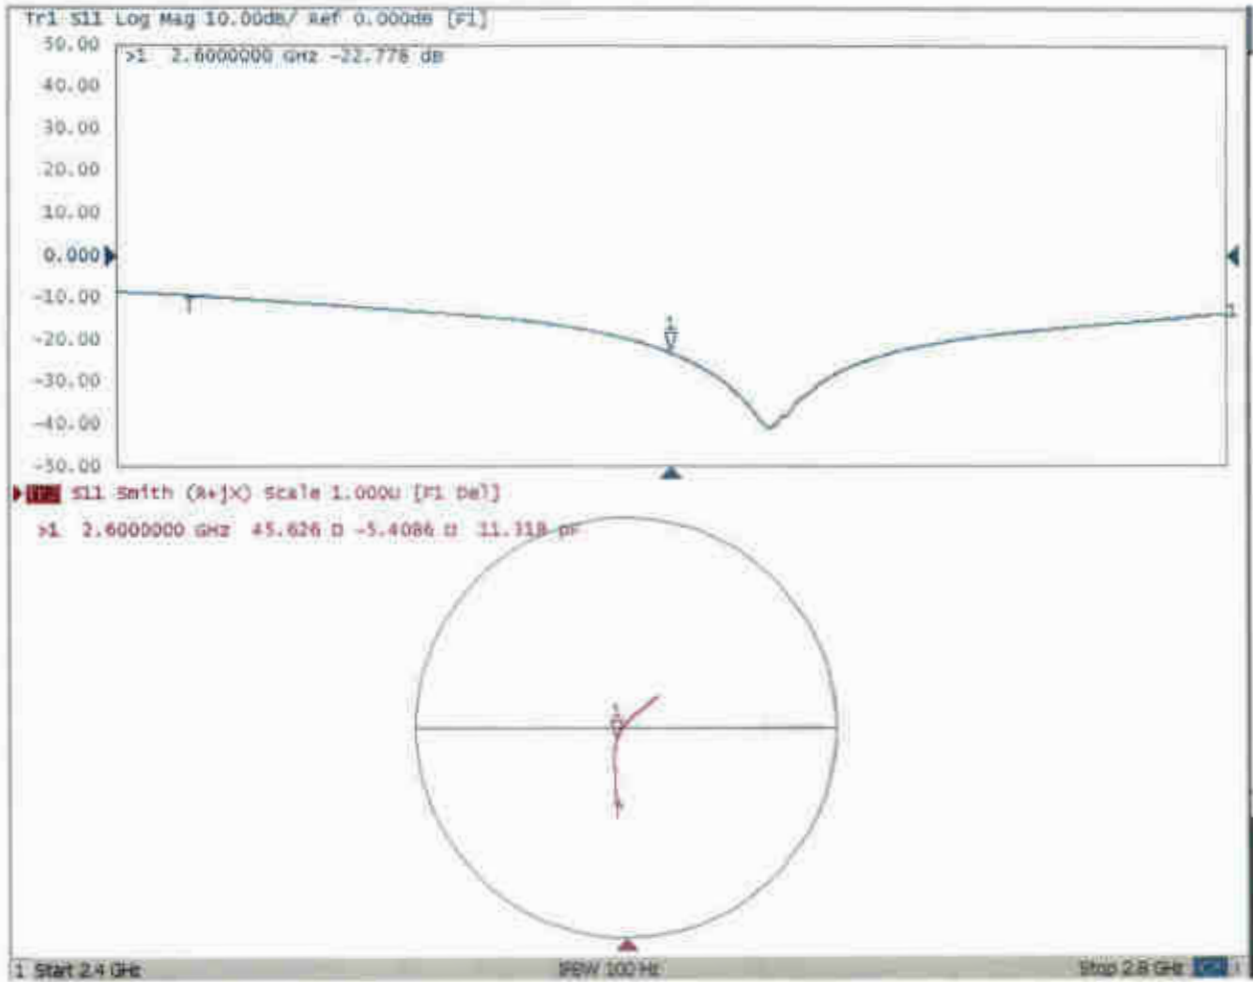 Tr1 S11 Log Mag 10.00dB/ Ref 0.000dB [F1]
50.00
>1 2.6000000 GHz -22.778 dB
40.00
30.00
20.00
10.00
0.000
-10.00
1
1
-20.00
-30.00
-40.00
-50.00
S11 Smith (R+jX) Scale 1.000U [F1 Del]
>1 2.6000000 GHz 45.626 Ω -5.4086 Ω 11.318 pF
1
1 Start 2.4 GHz
IFBW 100 Hz
Stop 2.8 GHz